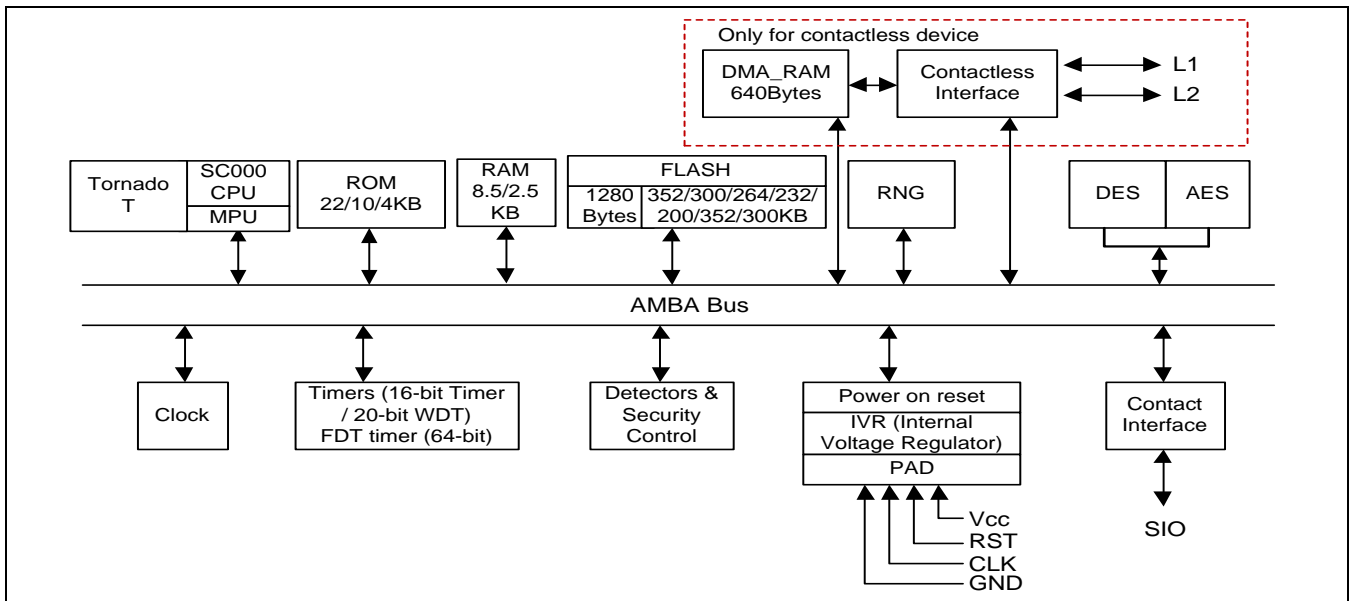 Only for contactless device
DMA_RAM
640Bytes
Contactless
Interface
L1
L2
Tornado
T
SC000
CPU
MPU
ROM
22/10/4KB
RAM
8.5/2.5
KB
FLASH
1280
Bytes
352/300/264/232/
200/352/300KB
RNG
DES
AES
AMBA Bus
Clock
Timers (16-bit Timer
/ 20-bit WDT)
FDT timer (64-bit)
Detectors &
Security
Control
Power on reset
IVR (Internal
Voltage Regulator)
PAD
Vcc
RST
CLK
GND
Contact
Interface
SIO